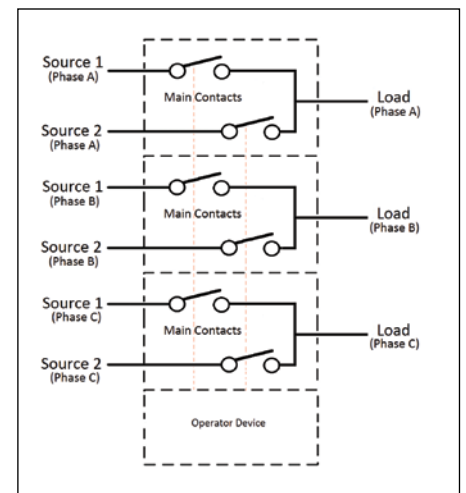 Source 1
(Phase A)
Main Contacts
Load
(Phase A)
Source 2
(Phase A)
Source 1
(Phase B)
Main Contacts
Load
(Phase B)
Source 2
(Phase B)
Source 1
(Phase C)
Main Contacts
Load
(Phase C)
Source 2
(Phase C)
Operator Device